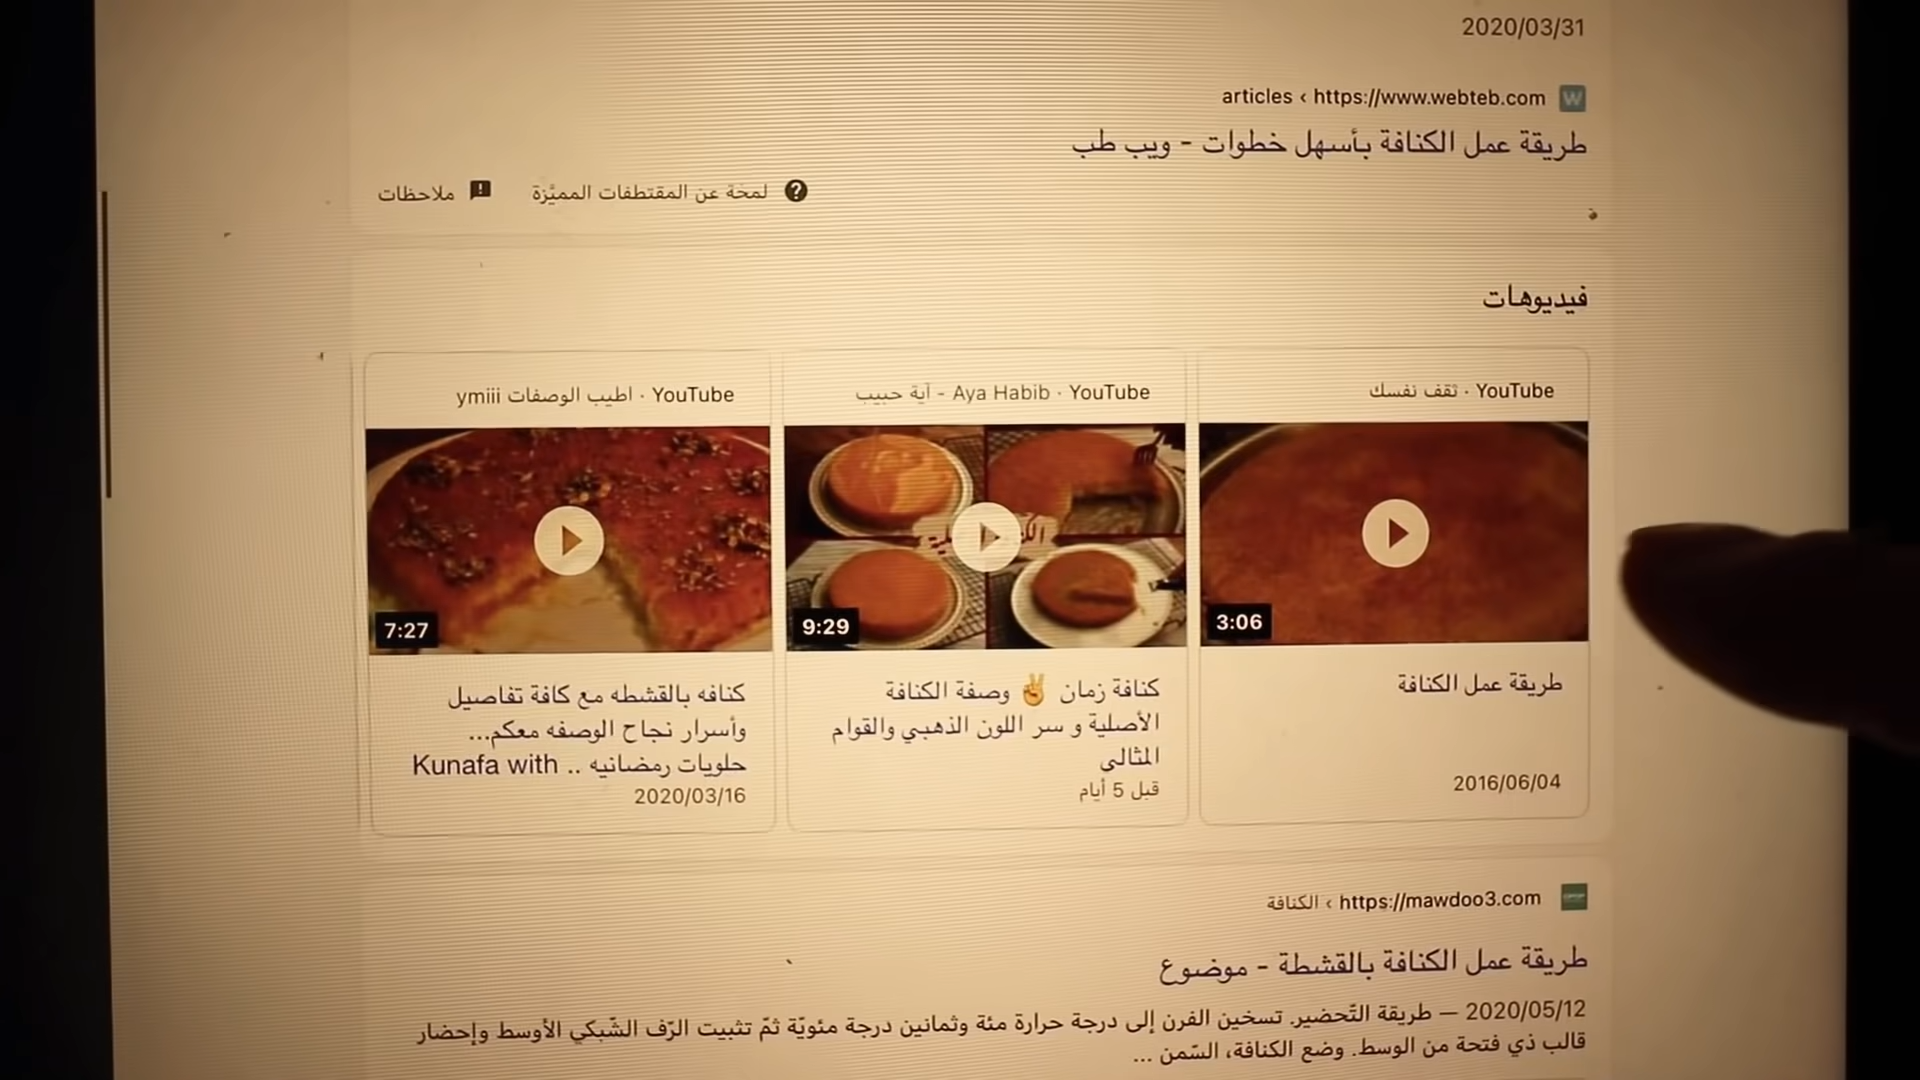 2020/03/31
https://www.webteb.com › articles
طريقة عمل الكنافة بأسهل خطوات - ويب طب
لمحة عن المقتطفات المميَّزة
ملاحظات
فيديوهات
YouTube · ثقف نفسك
3:06
طريقة عمل الكنافة
2016/06/04
YouTube · Aya Habib - آية حبيب
9:29
كنافة زمان ✌ وصفة الكنافة
الأصلية و سر اللون الذهبي والقوام
المثالى
قبل 5 أيام
YouTube · اطيب الوصفات ymiii
7:27
كنافه بالقشطه مع كافة تفاصيل
وأسرار نجاح الوصفه معكم...
حلويات رمضانيه .. Kunafa with
2020/03/16
https://mawdoo3.com › الكنافة
طريقة عمل الكنافة بالقشطة - موضوع
2020/05/12 — طريقة التّحضير. تسخين الفرن إلى درجة حرارة مئة وثمانين درجة مئويّة ثمّ تثبيت الرّف الشّبكي الأوسط وإحضار
قالب ذي فتحة من الوسط. وضع الكنافة، السّمن ...